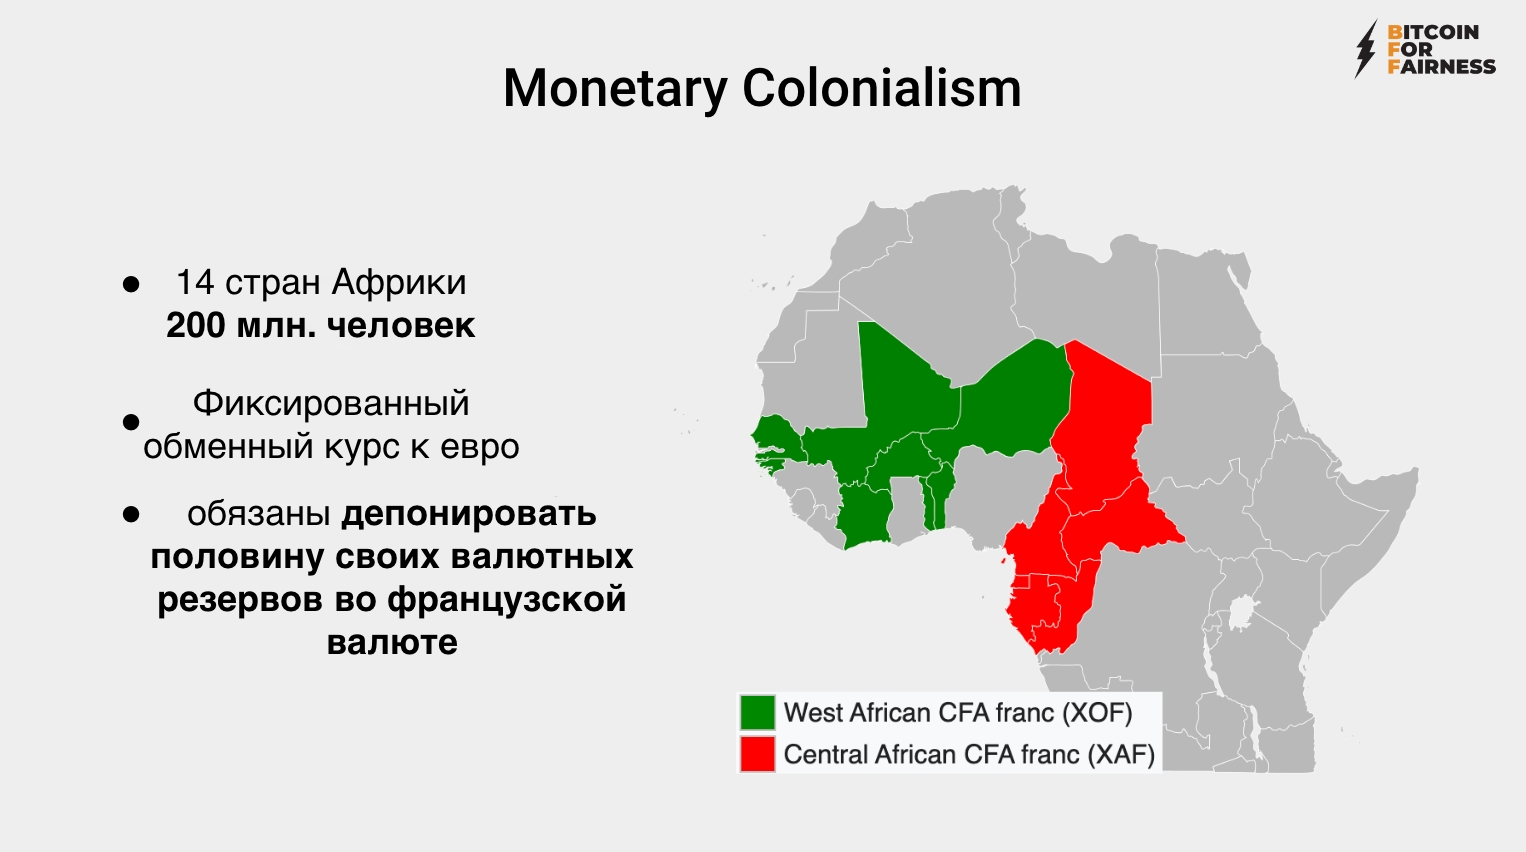 BITCOIN
FOR
FAIRNESS
Monetary Colonialism
● 14 стран Африки
200 млн. человек
● Фиксированный
обменный курс к евро
● обязаны депонировать
половину своих валютных
резервов во французской
валюте
West African CFA franc (XOF)
Central African CFA franc (XAF)